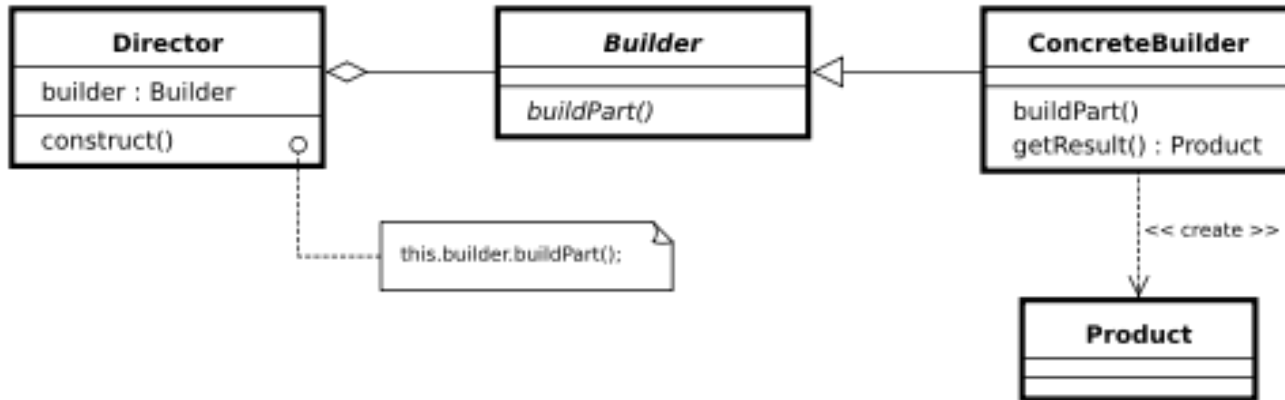 Director
builder : Builder
construct()
Builder
buildPart()
ConcreteBuilder
buildPart()
getResult() : Product
this.builder.buildPart();
<< create >>
Product